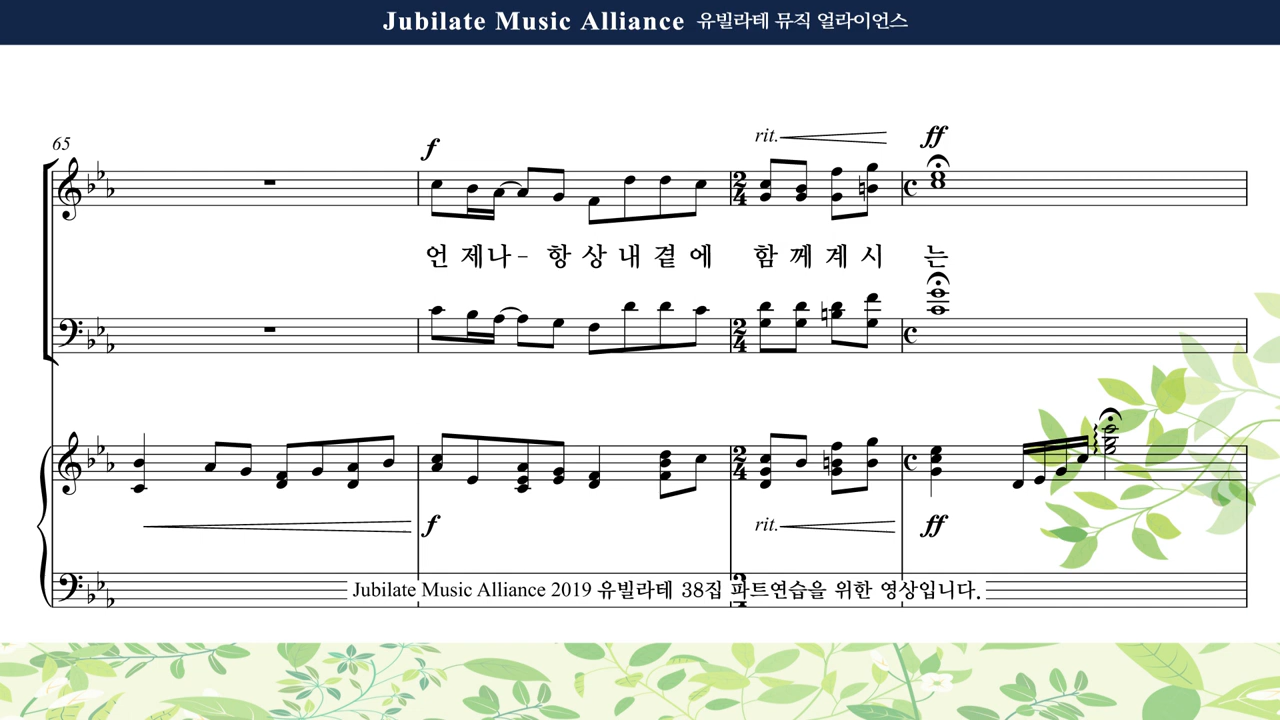 Jubilate Music Alliance 유빌라테 뮤직 얼라이언스
65
f
rit. ff
언 제나- 항 상 내 곁 에 함 께 계 시 는
f rit. ff
Jubilate Music Alliance 2019 유빌라테 38집 파트연습을 위한 영상입니다.